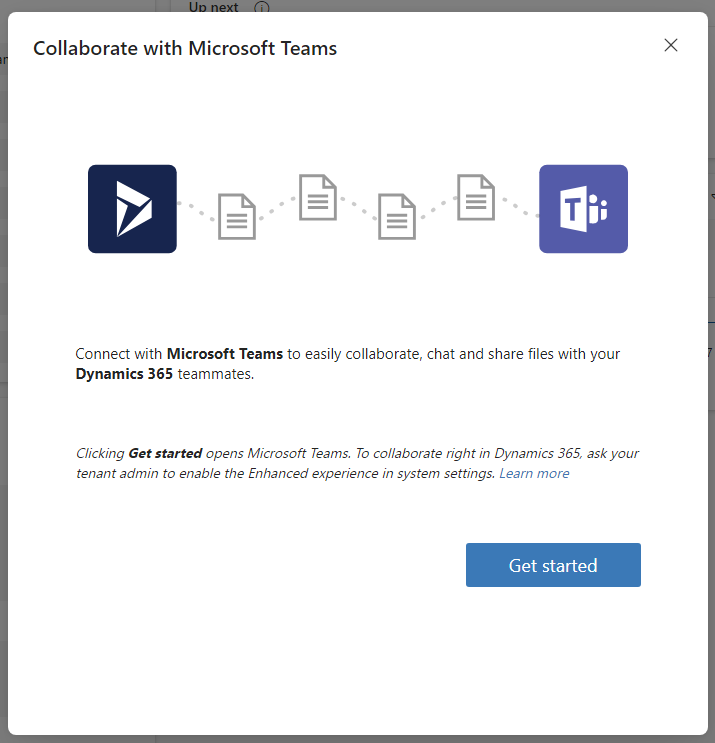 Up next
Collaborate with Microsoft Teams
T
Connect with Microsoft Teams to easily collaborate, chat and share files with your
Dynamics 365 teammates.
Clicking Get started opens Microsoft Teams. To collaborate right in Dynamics 365, ask your
tenant admin to enable the Enhanced experience in system settings. Learn more
Get started